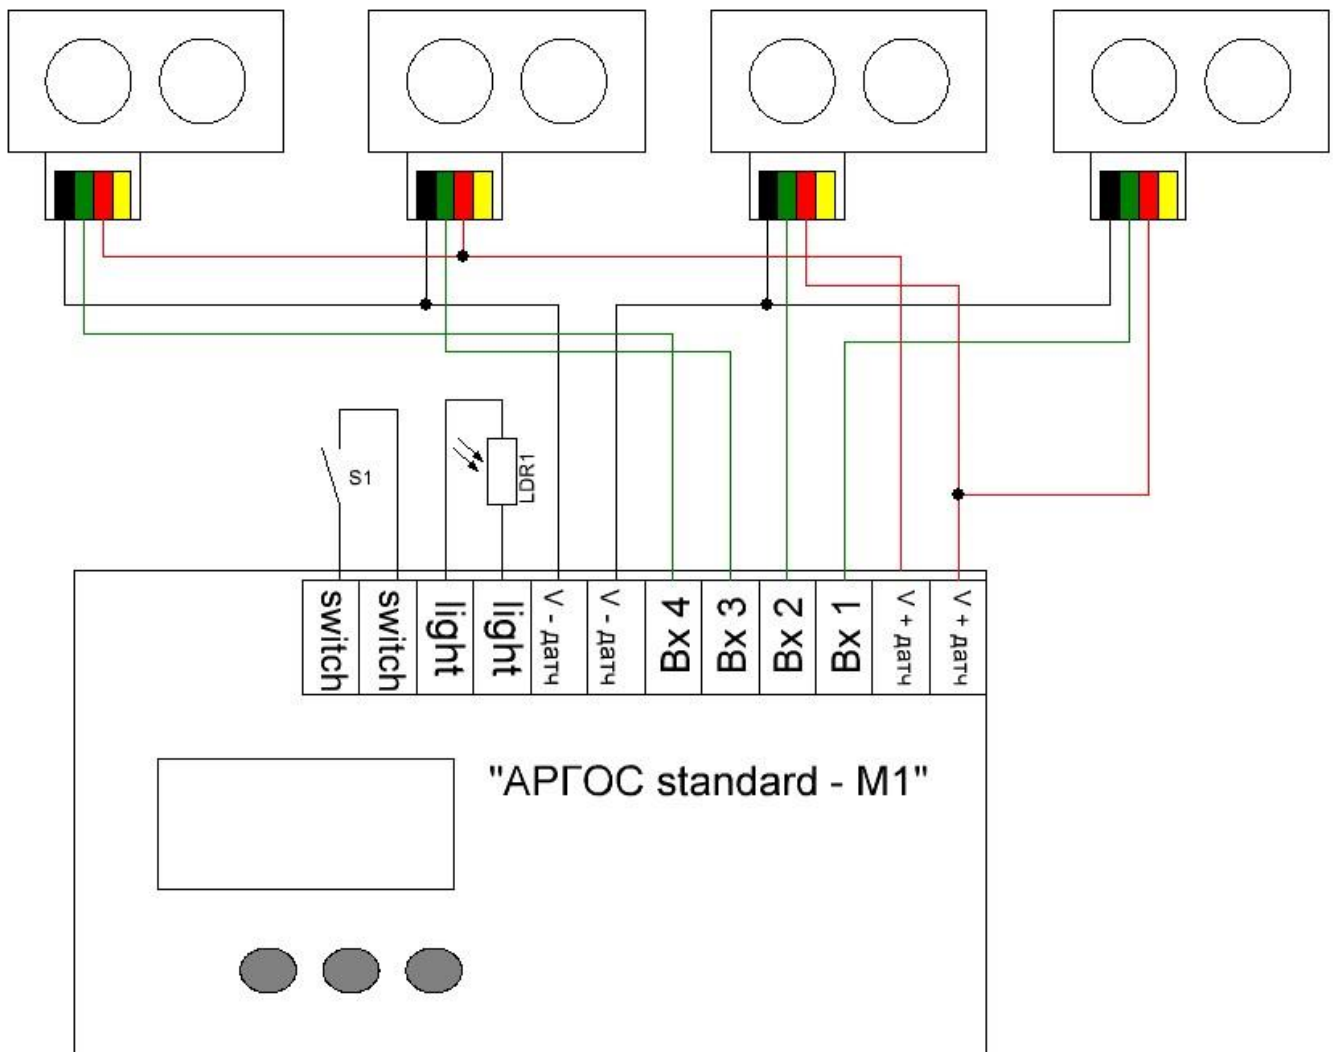 S1
LDR1
switch
switch
light
light
V - датч
V - датч
Вх 4
Вх 3
Вх 2
Вх 1
V + датч
V + датч
"АРГОС standard - М1"